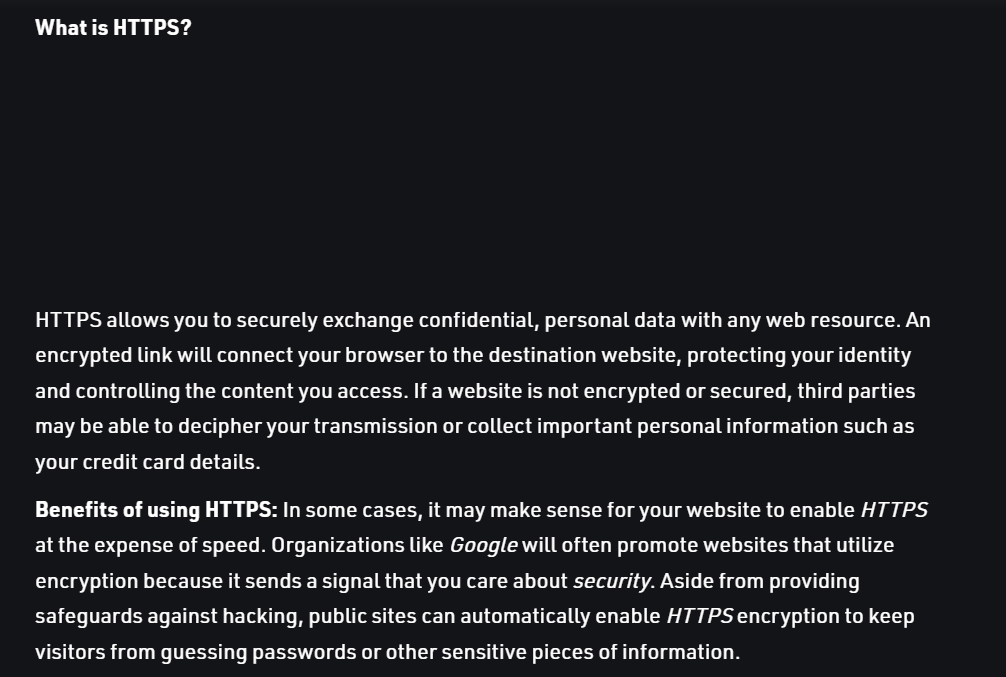 What is HTTPS?
HTTPS allows you to securely exchange confidential, personal data with any web resource. An
encrypted link will connect your browser to the destination website, protecting your identity
and controlling the content you access. If a website is not encrypted or secured, third parties
may be able to decipher your transmission or collect important personal information such as
your credit card details.
Benefits of using HTTPS: In some cases, it may make sense for your website to enable HTTPS
at the expense of speed. Organizations like Google will often promote websites that utilize
encryption because it sends a signal that you care about security. Aside from providing
safeguards against hacking, public sites can automatically enable HTTPS encryption to keep
visitors from guessing passwords or other sensitive pieces of information.